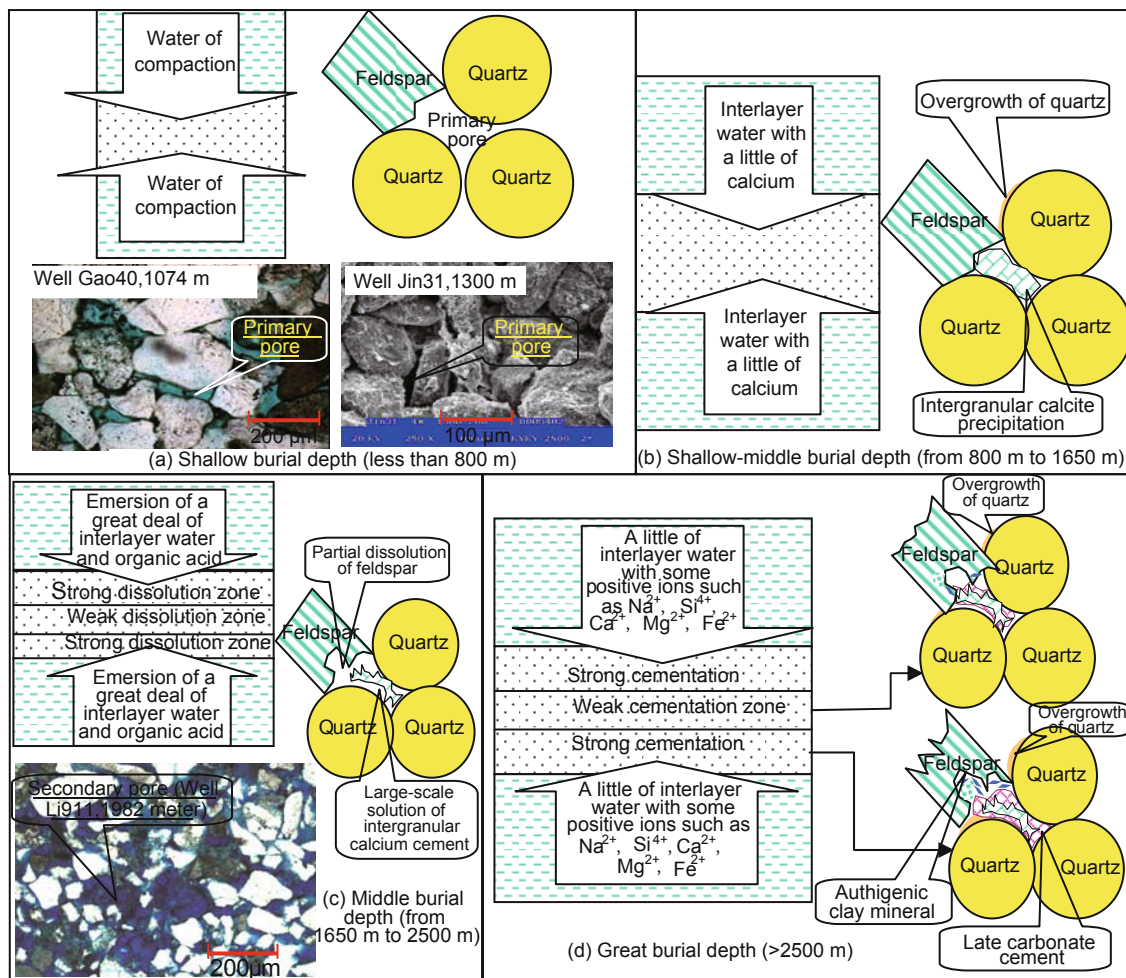 Water of
compaction
Water of
compaction
Feldspar
Quartz
Primary
pore
Quartz
Quartz
Well Gao40,1074 m
Primary
pore
200 μm
Well Jin31,1300 m
Primary
pore
100 μm
20 KV
250 X
(a) Shallow burial depth (less than 800 m)
Interlayer
water with
a little of
calcium
Interlayer
water with
a little of
calcium
Overgrowth of quartz
Feldspar
Quartz
Quartz
Quartz
Intergranular calcite
precipitation
(b) Shallow-middle burial depth (from 800 m to 1650 m)
Emersion of a
great deal of
interlayer water
and organic acid
Strong dissolution zone
Weak dissolution zone
Strong dissolution zone
Emersion of a
great deal of
interlayer water
and organic acid
Partial dissolution
of feldspar
Feldspar
Quartz
Quartz
Quartz
Large-scale
solution of
intergranular
calcium cement
Secondary pore (Well
Li911,1982 meter)
200μm
(c) Middle burial
depth (from
1650 m to 2500 m)
A little of
interlayer water
with some
positive ions such
as Na2+, Si4+,
Ca2+, Mg2+, Fe2+
Strong cementation
Weak cementation zone
Strong cementation
A little of interlayer
water with some
positive ions such as
Na2+, Si4+, Ca2+,
Mg2+, Fe2+
Overgrowth
of quartz
Feldspar
Quartz
Quartz
Quartz
Overgrowth
of quartz
Feldspar
Quartz
Quartz
Quartz
Authigenic
clay mineral
Late carbonate
cement
(d) Great burial depth (>2500 m)